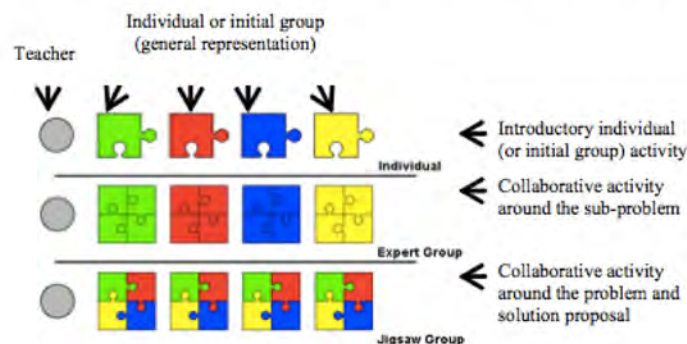 Individual or initial group
(general representation)
Teacher
Introductory individual
(or initial group) activity
Individual
Collaborative activity
around the sub-problem
Expert Group
Collaborative activity
around the problem and
solution proposal
Jigsaw Group